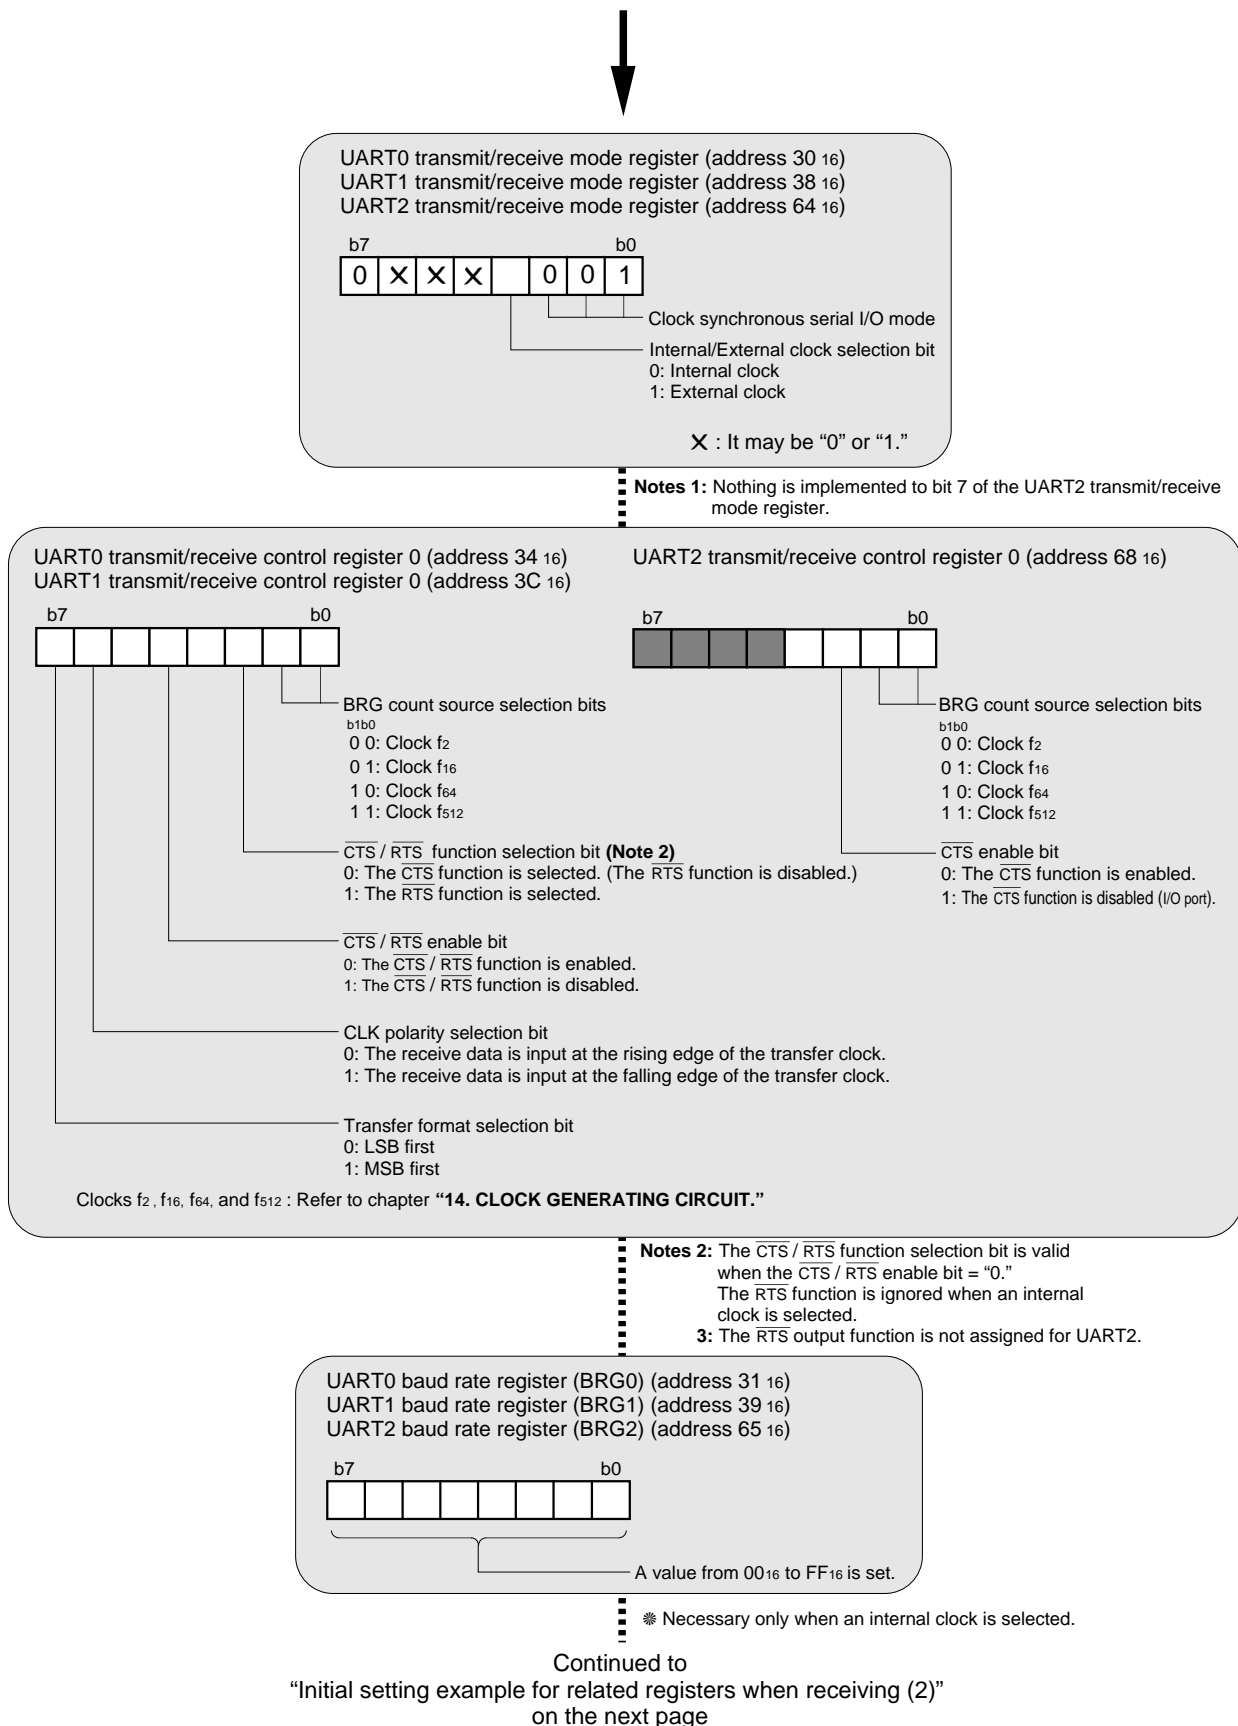 UART0 transmit/receive mode register (address 30 16)
UART1 transmit/receive mode register (address 38 16)
UART2 transmit/receive mode register (address 64 16)
b7 b0
0 X X X 0 0 1
Clock synchronous serial I/O mode
Internal/External clock selection bit
0: Internal clock
1: External clock
X : It may be “0” or “1.”
Notes 1: Nothing is implemented to bit 7 of the UART2 transmit/receive
mode register.
UART0 transmit/receive control register 0 (address 34 16)
UART1 transmit/receive control register 0 (address 3C 16)
b7 b0
BRG count source selection bits
b1b0
0 0: Clock f2
0 1: Clock f16
1 0: Clock f64
1 1: Clock f512
CTS / RTS function selection bit (Note 2)
0: The CTS function is selected. (The RTS function is disabled.)
1: The RTS function is selected.
CTS / RTS enable bit
0: The CTS / RTS function is enabled.
1: The CTS / RTS function is disabled.
CLK polarity selection bit
0: The receive data is input at the rising edge of the transfer clock.
1: The receive data is input at the falling edge of the transfer clock.
Transfer format selection bit
0: LSB first
1: MSB first
UART2 transmit/receive control register 0 (address 68 16)
b7 b0
BRG count source selection bits
b1b0
0 0: Clock f2
0 1: Clock f16
1 0: Clock f64
1 1: Clock f512
CTS enable bit
0: The CTS function is enabled.
1: The CTS function is disabled (I/O port).
Clocks f2 , f16, f64, and f512 : Refer to chapter “14. CLOCK GENERATING CIRCUIT.”
Notes 2: The CTS / RTS function selection bit is valid
when the CTS / RTS enable bit = “0.”
The RTS function is ignored when an internal
clock is selected.
3: The RTS output function is not assigned for UART2.
UART0 baud rate register (BRG0) (address 31 16)
UART1 baud rate register (BRG1) (address 39 16)
UART2 baud rate register (BRG2) (address 65 16)
b7 b0
A value from 0016 to FF16 is set.
❋ Necessary only when an internal clock is selected.
Continued to
“Initial setting example for related registers when receiving (2)”
on the next page